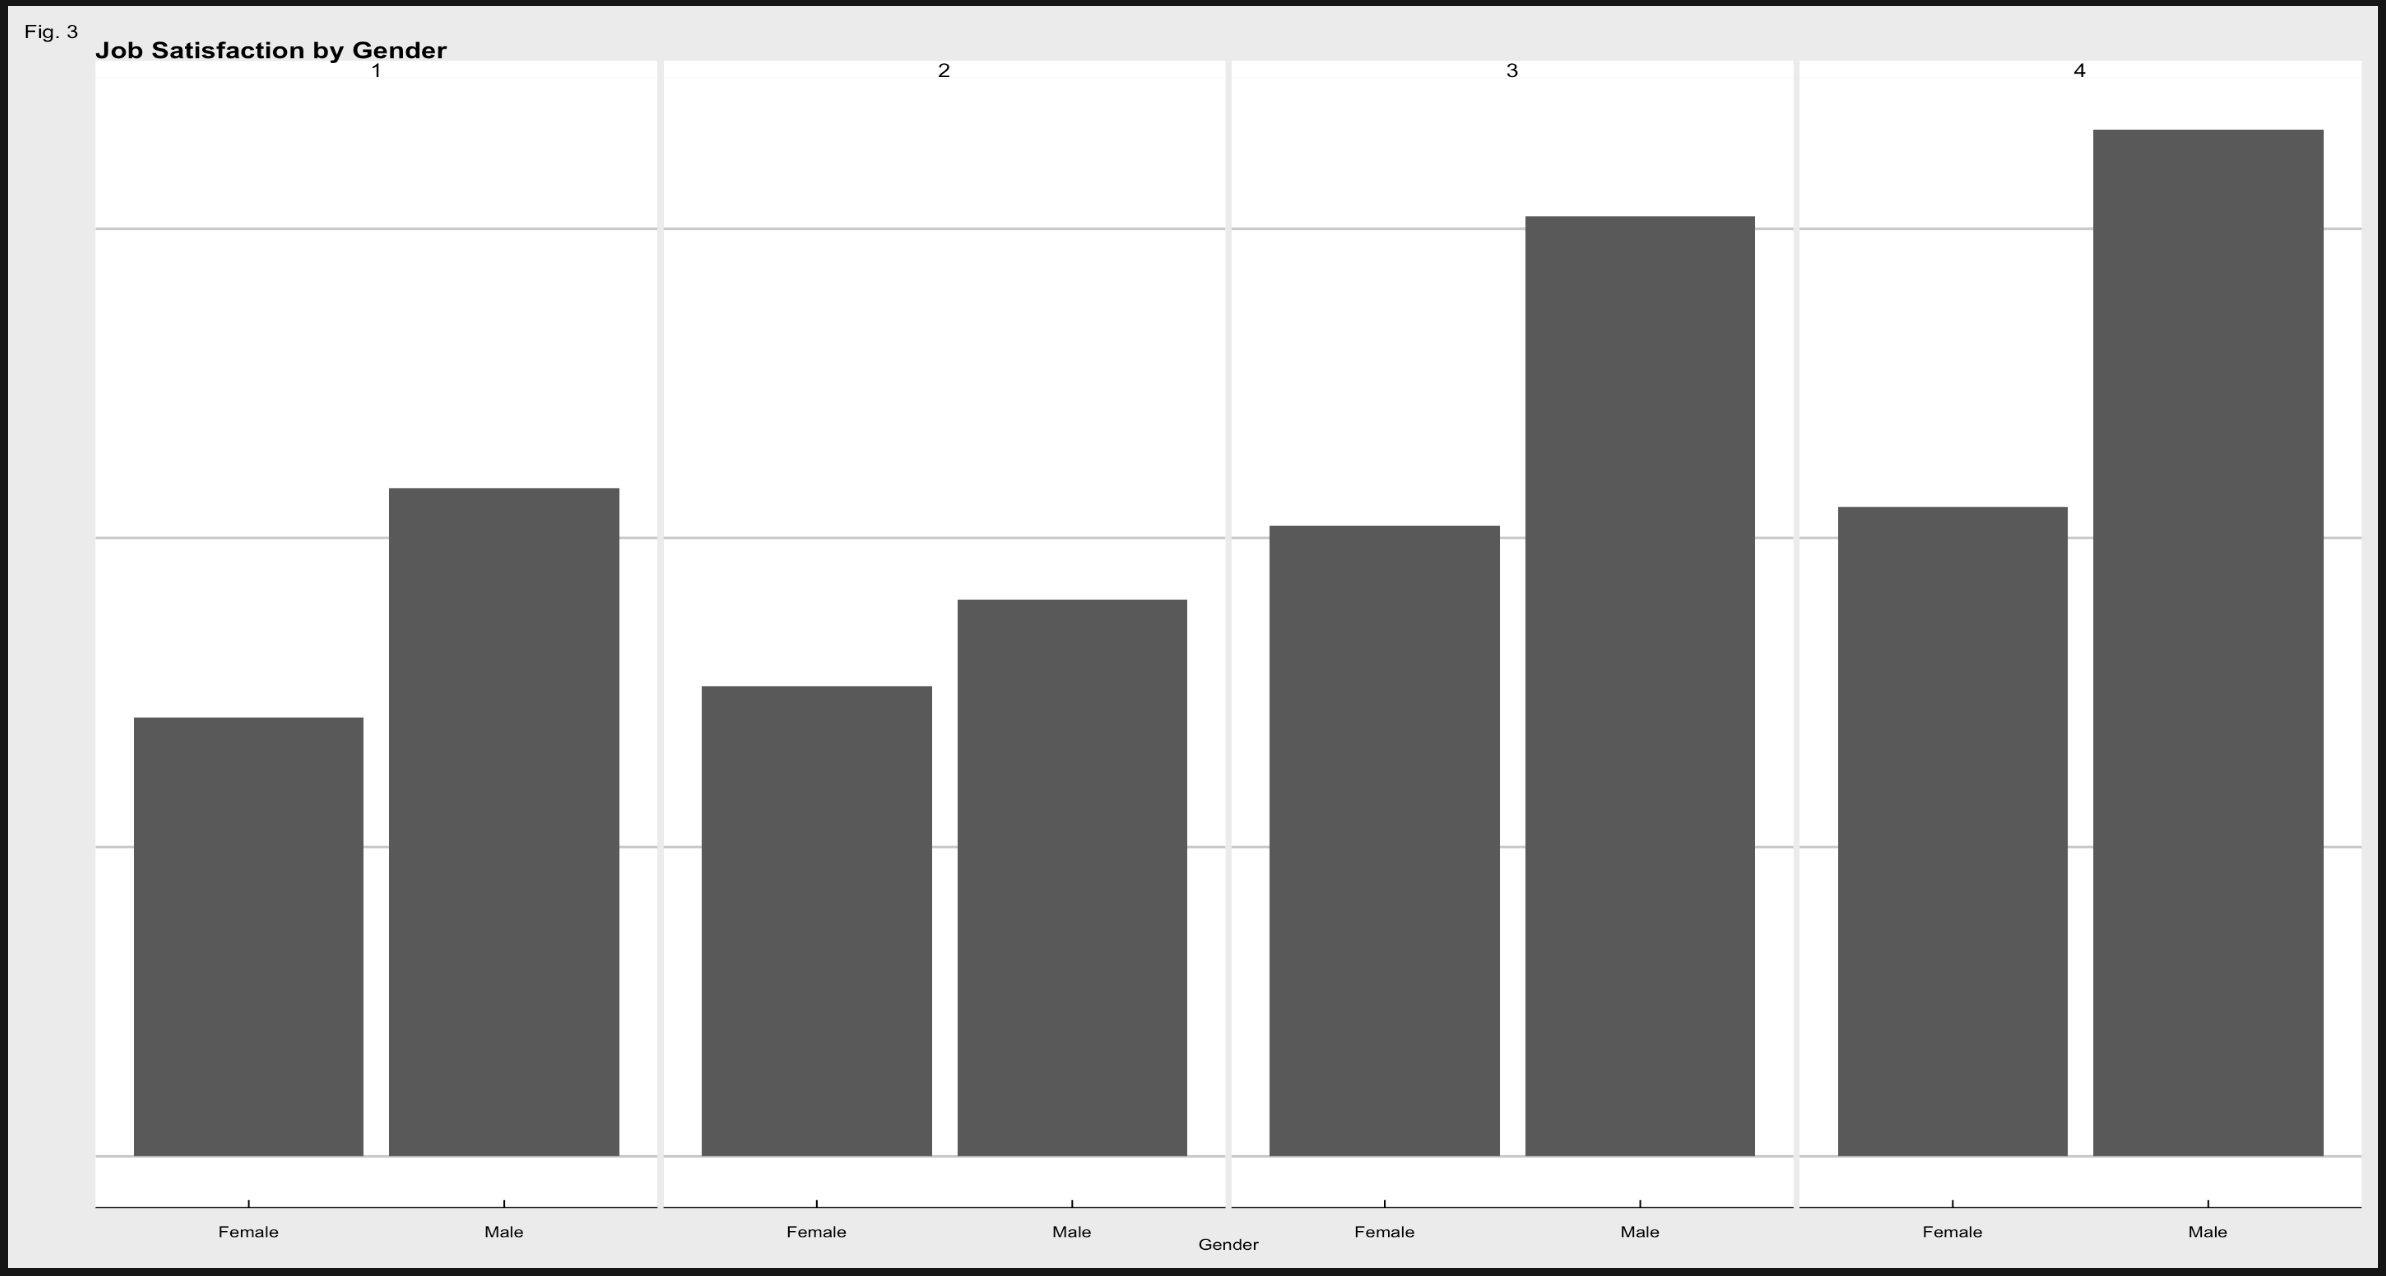 Fig. 3
Job Satisfaction by Gender
1 2 3 4
Female Male Female Male Female Male Female Male
Gender